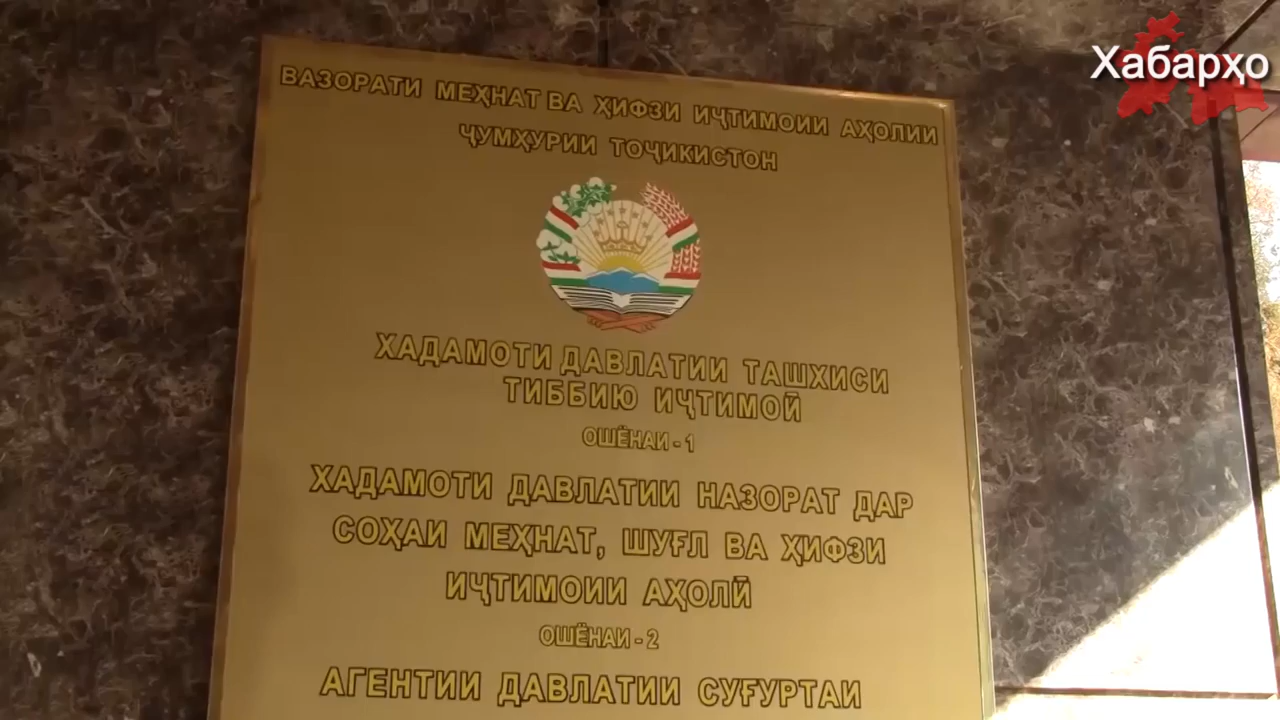 Хабарҳо
ВАЗОРАТИ МЕҲНАТ ВА ҲИФЗИ ИҶТИМОИИ АҲОЛИИ
ҶУМҲУРИИ ТОҶИКИСТОН
ХАДАМОТИ ДАВЛАТИИ ТАШХИСИ
ТИББИЮ ИҶТИМОӢ
ОШЁНАИ - 1
ХАДАМОТИ ДАВЛАТИИ НАЗОРАТ ДАР
СОҲАИ МЕҲНАТ, ШУҒЛ ВА ҲИФЗИ
ИҶТИМОИИ АҲОЛӢ
ОШЁНАИ - 2
АГЕНТИИ ДАВЛАТИИ СУҒУРТАИ